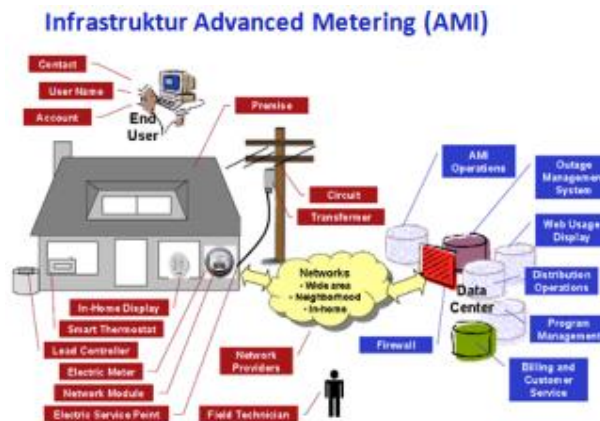 Infrastruktur Advanced Metering (AMI)
Contact
User Name
Account
End
User
Premise
Circuit
Transformer
AMI
Operations
Outage
Management
System
Web Usage
Display
Distribution
Operations
Program
Management
Billing and
Customer
Service
Data
Center
Firewall
Networks
- Wide area
- Neighborhood
- In-home
Network
Providers
Field Technician
In-Home Display
Smart Thermostat
Load Controller
Electric Meter
Network Module
Electric Service Point